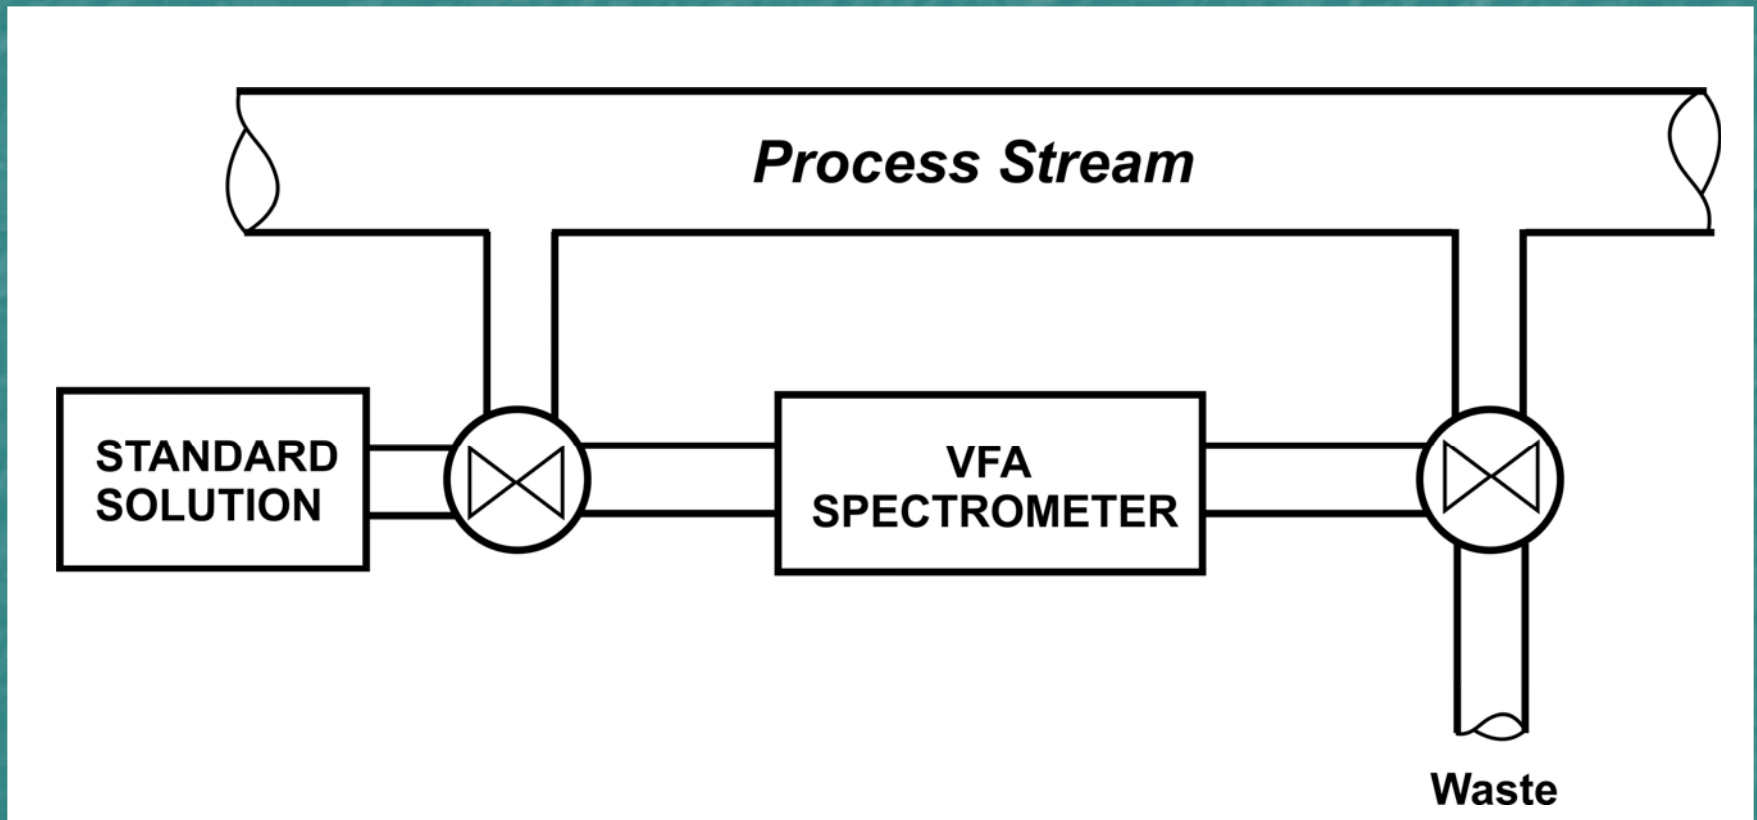 Process Stream
STANDARD
SOLUTION
VFA
SPECTROMETER
Waste